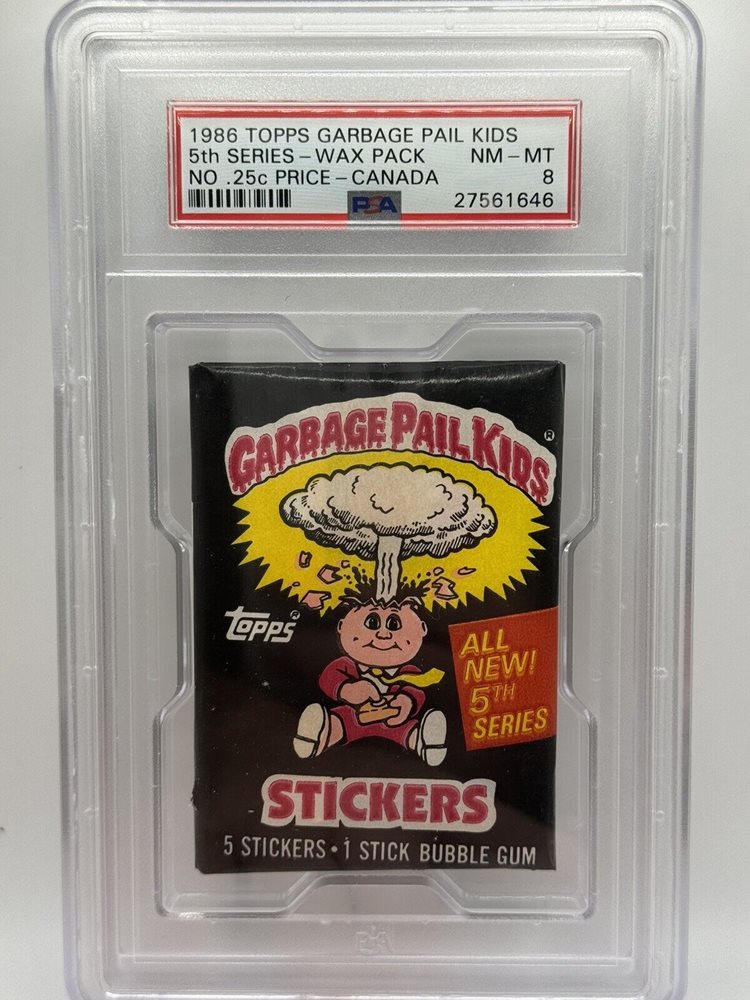 1986 TOPPS GARBAGE PAIL KIDS
5th SERIES – WAX PACK NM – MT
NO .25c PRICE – CANADA 8
PSA 27561646
GARBAGE PAIL KIDS ®
TOPPS ®
ALL
NEW!
5TH
SERIES
STICKERS
5 STICKERS • 1 STICK BUBBLE GUM
PSA